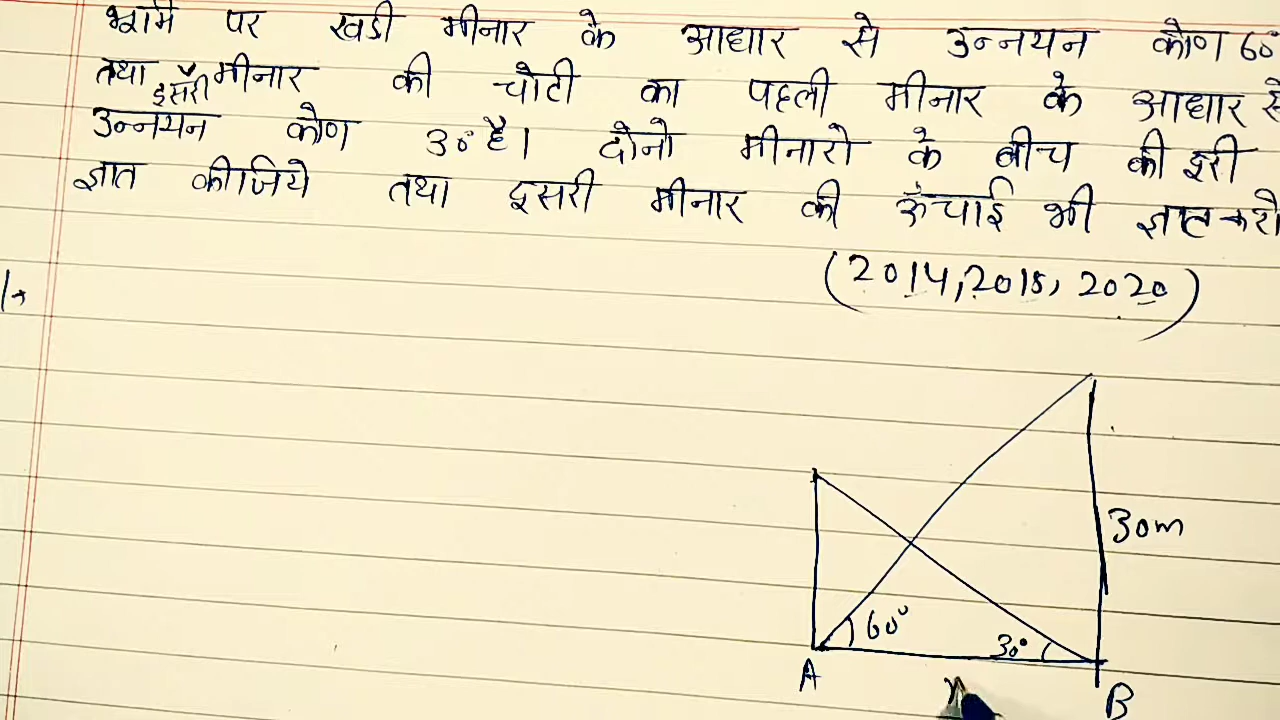 भूमि पर खडी मीनार के आधार से उन्नयन कोण 60°
तथा दूसरी मीनार की चोटी का पहली मीनार के आधार से
उन्नयन कोण 30° है। दोनो मीनारो के बीच की दूरी
ज्ञात कीजिये तथा दूसरी मीनार की ऊँचाई भी ज्ञात करो
(2014, 2018, 2020)
30m
60°
30°
A
B